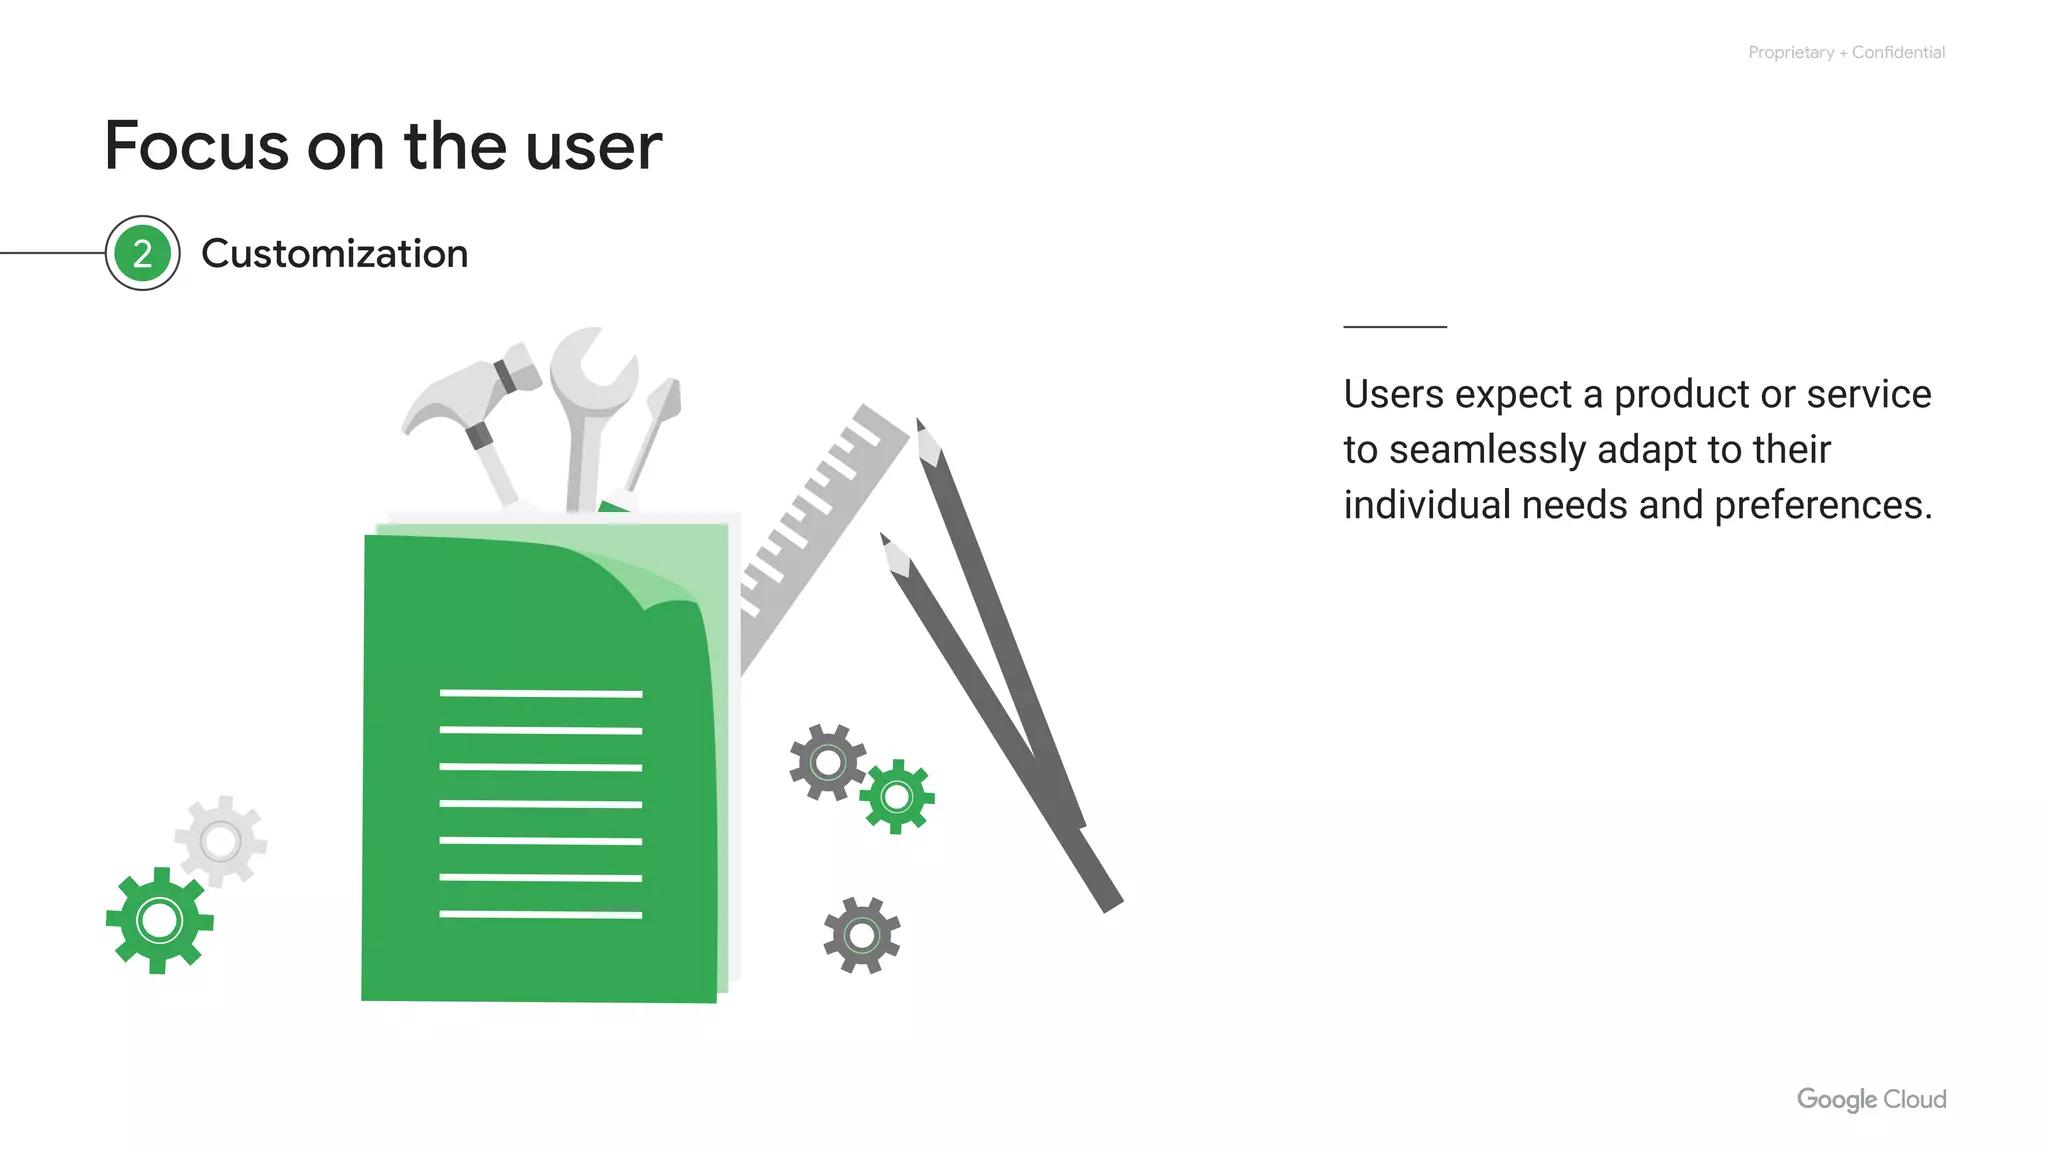 Proprietary + Confidential
Focus on the user
2 Customization
Users expect a product or service
to seamlessly adapt to their
individual needs and preferences.
Google Cloud